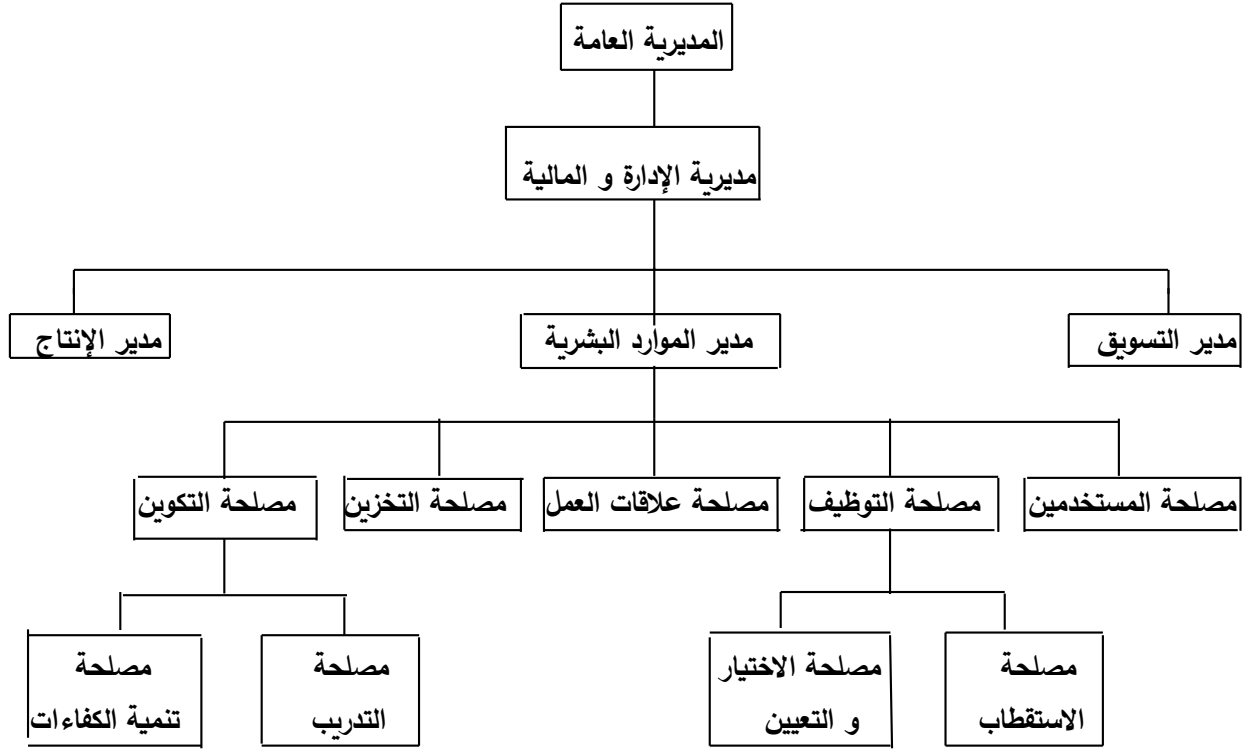 المديرية العامة
مديرية الإدارة و المالية
مدير التسويق
مدير الموارد البشرية
مدير الإنتاج
مصلحة المستخدمين
مصلحة التوظيف
مصلحة علاقات العمل
مصلحة التخزين
مصلحة التكوين
مصلحة
الاستقطاب
مصلحة الاختيار
و التعيين
مصلحة
التدريب
مصلحة
تنمية الكفاءات